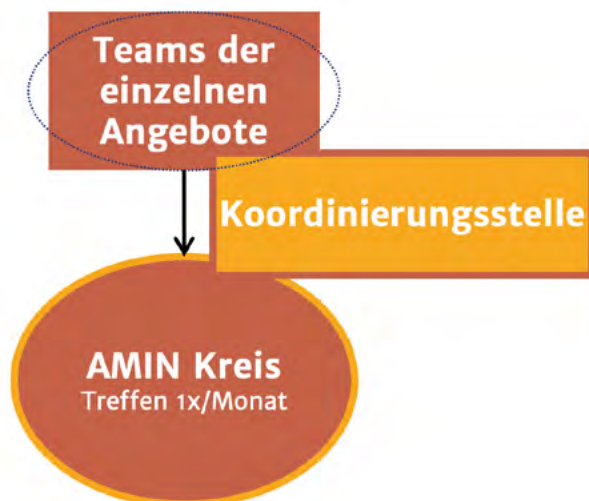 Teams der
einzelnen
Angebote
Koordinierungsstelle
AMIN Kreis
Treffen 1x/Monat